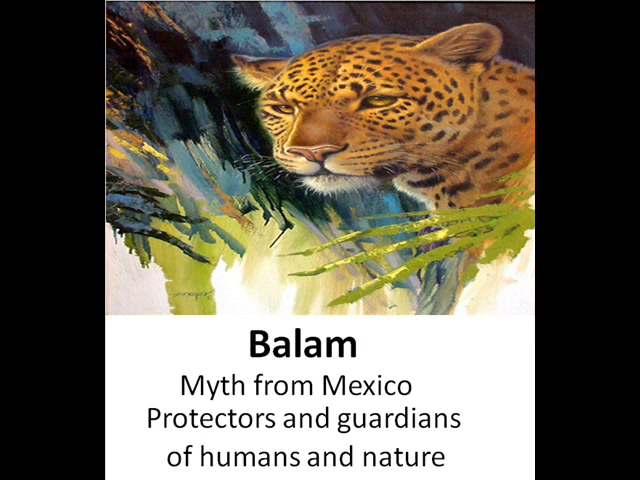 Balam
Myth from Mexico
Protectors and guardians
of humans and nature